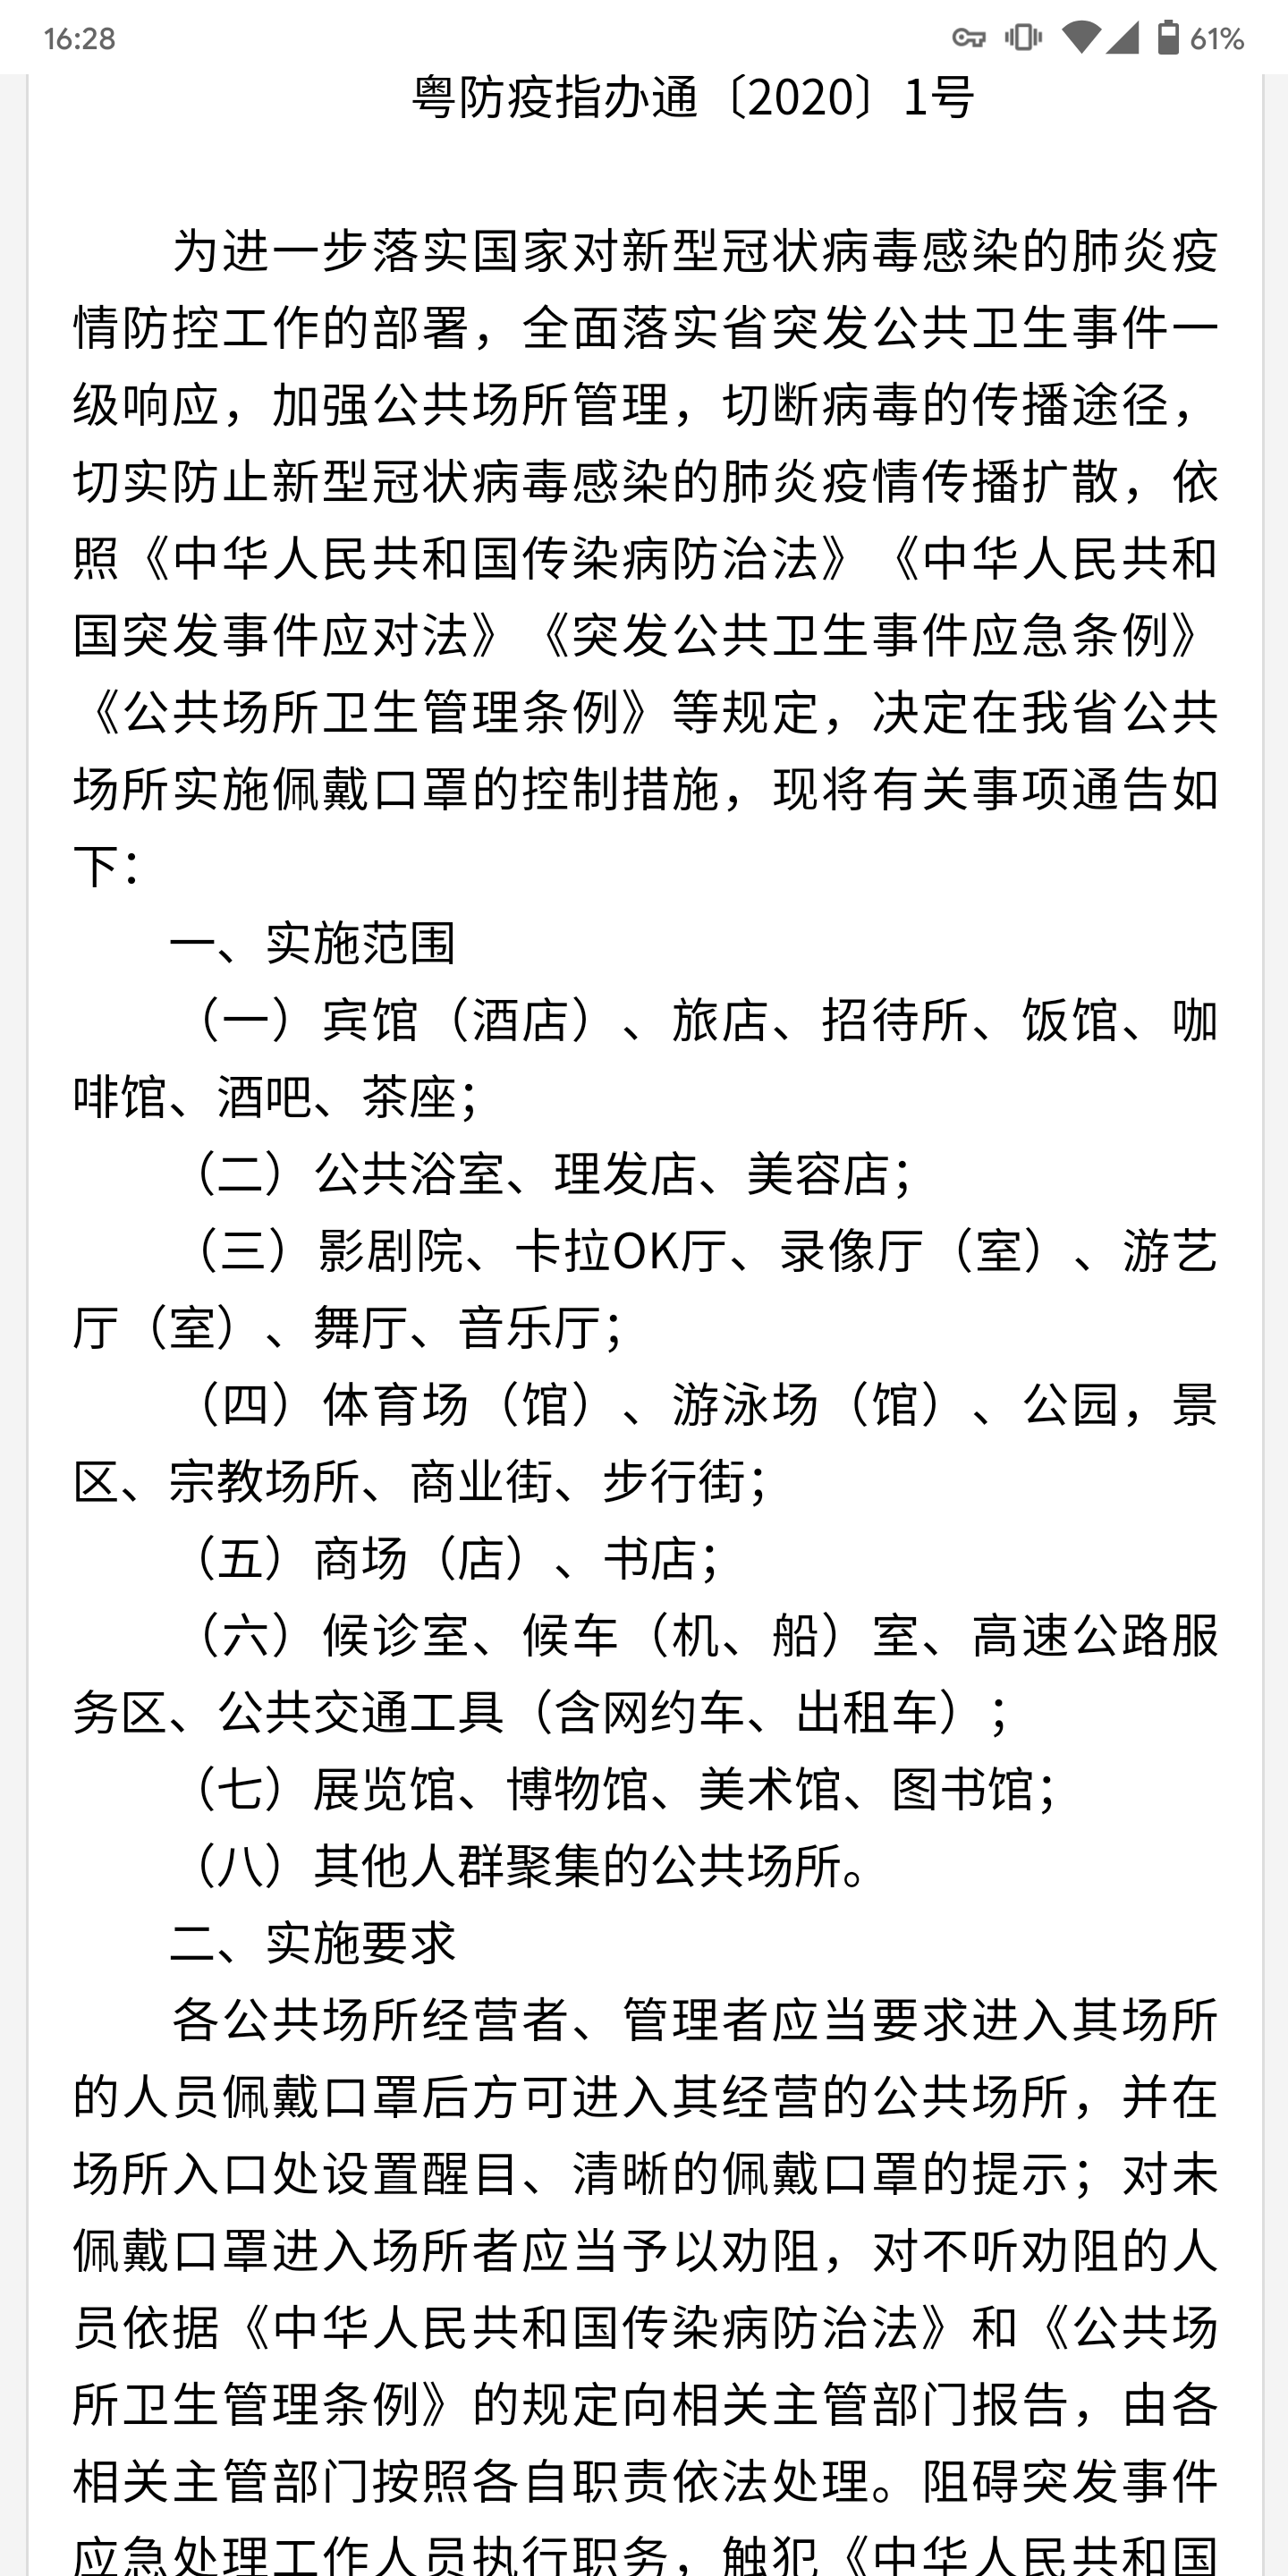 16:28 61%
粤防疫指办通〔2020〕1号
为进一步落实国家对新型冠状病毒感染的肺炎疫
情防控工作的部署，全面落实省突发公共卫生事件一
级响应，加强公共场所管理，切断病毒的传播途径，
切实防止新型冠状病毒感染的肺炎疫情传播扩散，依
照《中华人民共和国传染病防治法》《中华人民共和
国突发事件应对法》《突发公共卫生事件应急条例》
《公共场所卫生管理条例》等规定，决定在我省公共
场所实施佩戴口罩的控制措施，现将有关事项通告如
下：
一、实施范围
（一）宾馆（酒店）、旅店、招待所、饭馆、咖
啡馆、酒吧、茶座；
（二）公共浴室、理发店、美容店；
（三）影剧院、卡拉OK厅、录像厅（室）、游艺
厅（室）、舞厅、音乐厅；
（四）体育场（馆）、游泳场（馆）、公园，景
区、宗教场所、商业街、步行街；
（五）商场（店）、书店；
（六）候诊室、候车（机、船）室、高速公路服
务区、公共交通工具（含网约车、出租车）；
（七）展览馆、博物馆、美术馆、图书馆；
（八）其他人群聚集的公共场所。
二、实施要求
各公共场所经营者、管理者应当要求进入其场所
的人员佩戴口罩后方可进入其经营的公共场所，并在
场所入口处设置醒目、清晰的佩戴口罩的提示；对未
佩戴口罩进入场所者应当予以劝阻，对不听劝阻的人
员依据《中华人民共和国传染病防治法》和《公共场
所卫生管理条例》的规定向相关主管部门报告，由各
相关主管部门按照各自职责依法处理。阻碍突发事件
应急处理工作人员执行职务，触犯《中华人民共和国